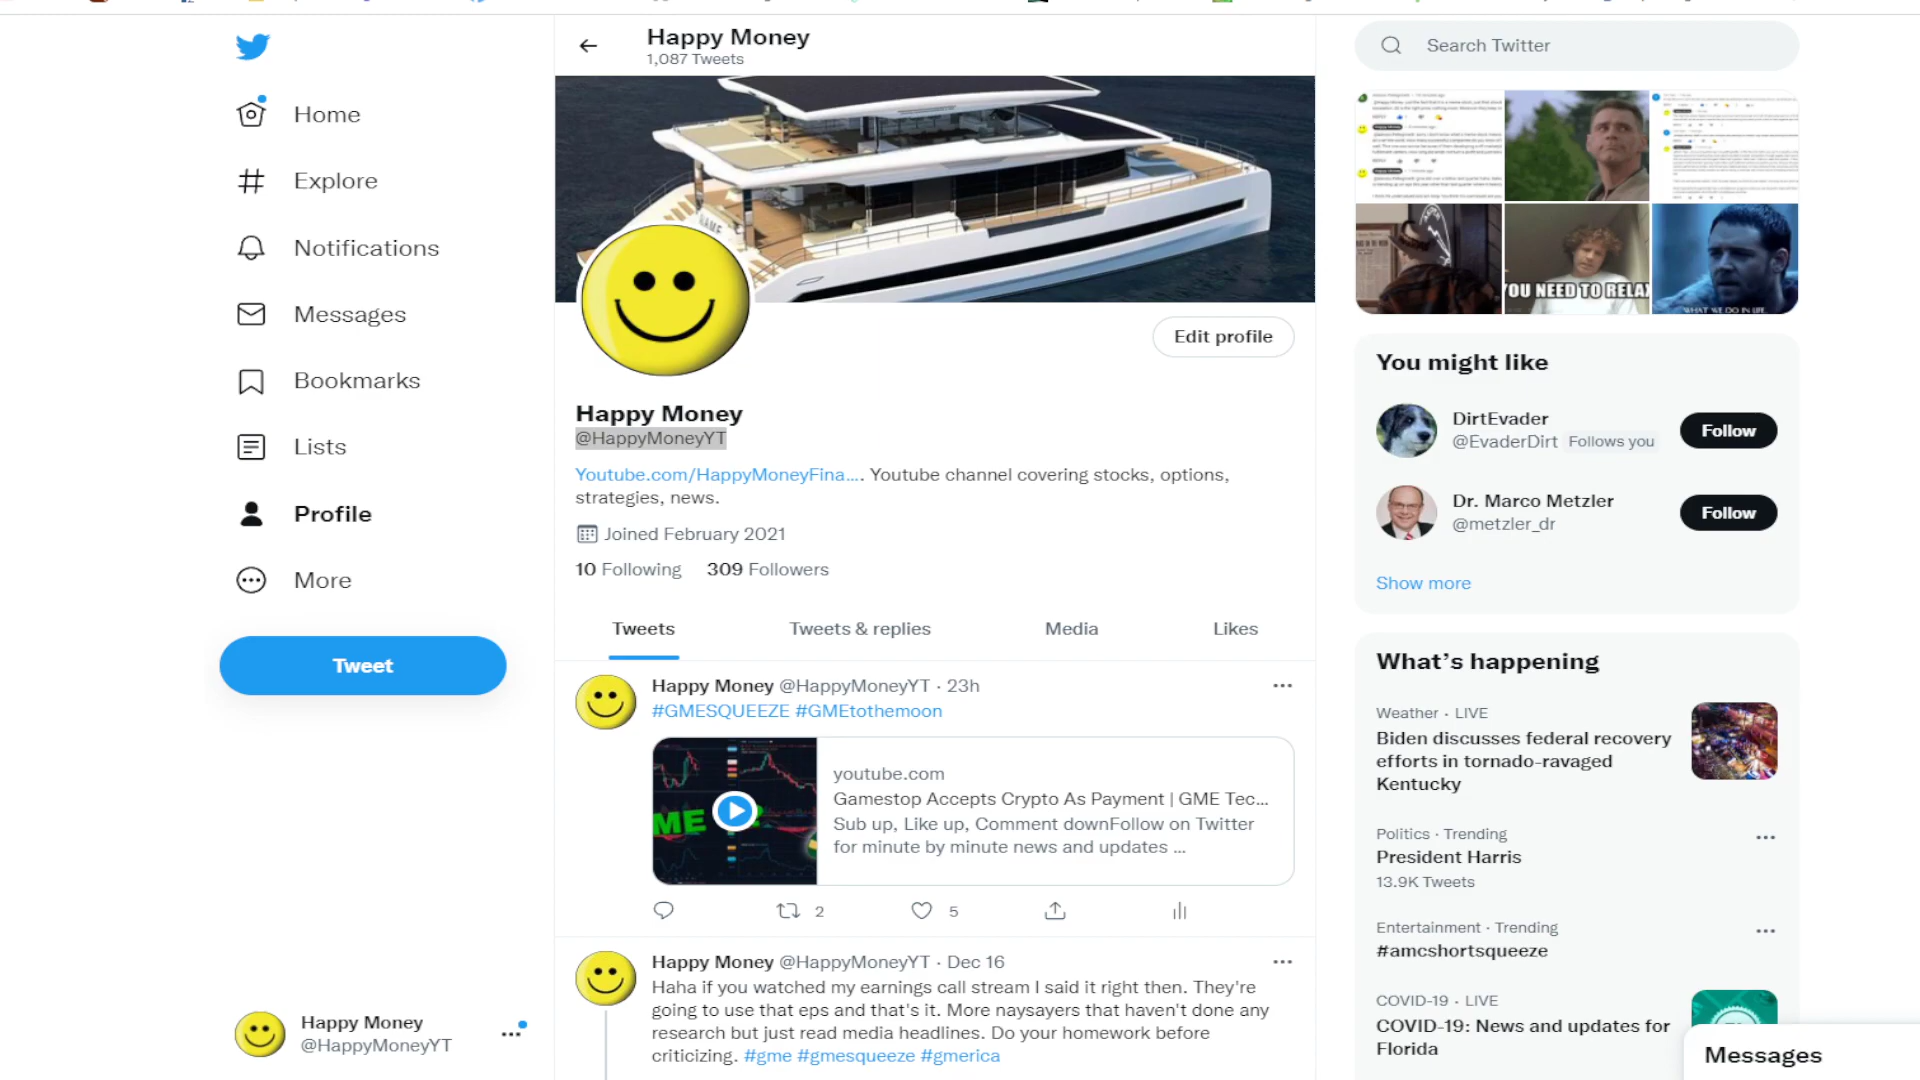 Happy Money
1,087 Tweets
Search Twitter
Home
Explore
Notifications
Messages
Bookmarks
Lists
Profile
More
Tweet
Happy Money
@HappyMoneyYT
NAME
Edit profile
Happy Money
@HappyMoneyYT
Youtube.com/HappyMoneyFina…. Youtube channel covering stocks, options,
strategies, news.
Joined February 2021
10 Following 309 Followers
Tweets
Tweets & replies
Media
Likes
Happy Money @HappyMoneyYT · 23h
#GMESQUEEZE #GMEtothemoon
ME
youtube.com
Gamestop Accepts Crypto As Payment | GME Tec...
Sub up, Like up, Comment downFollow on Twitter
for minute by minute news and updates ...
2
5
Happy Money @HappyMoneyYT · Dec 16
Haha if you watched my earnings call stream I said it right then. They're
going to use that eps and that's it. More naysayers that haven't done any
research but just read media headlines. Do your homework before
criticizing. #gme #gmesqueeze #gmerica
YOU NEED TO RELAX
WHAT WE DO IN LIFE
You might like
DirtEvader
@EvaderDirt Follows you
Follow
Dr. Marco Metzler
@metzler_dr
Follow
Show more
What's happening
Weather · LIVE
Biden discusses federal recovery
efforts in tornado-ravaged
Kentucky
Politics · Trending
President Harris
13.9K Tweets
Entertainment · Trending
#amcshortsqueeze
COVID-19 · LIVE
COVID-19: News and updates for
Florida
Messages